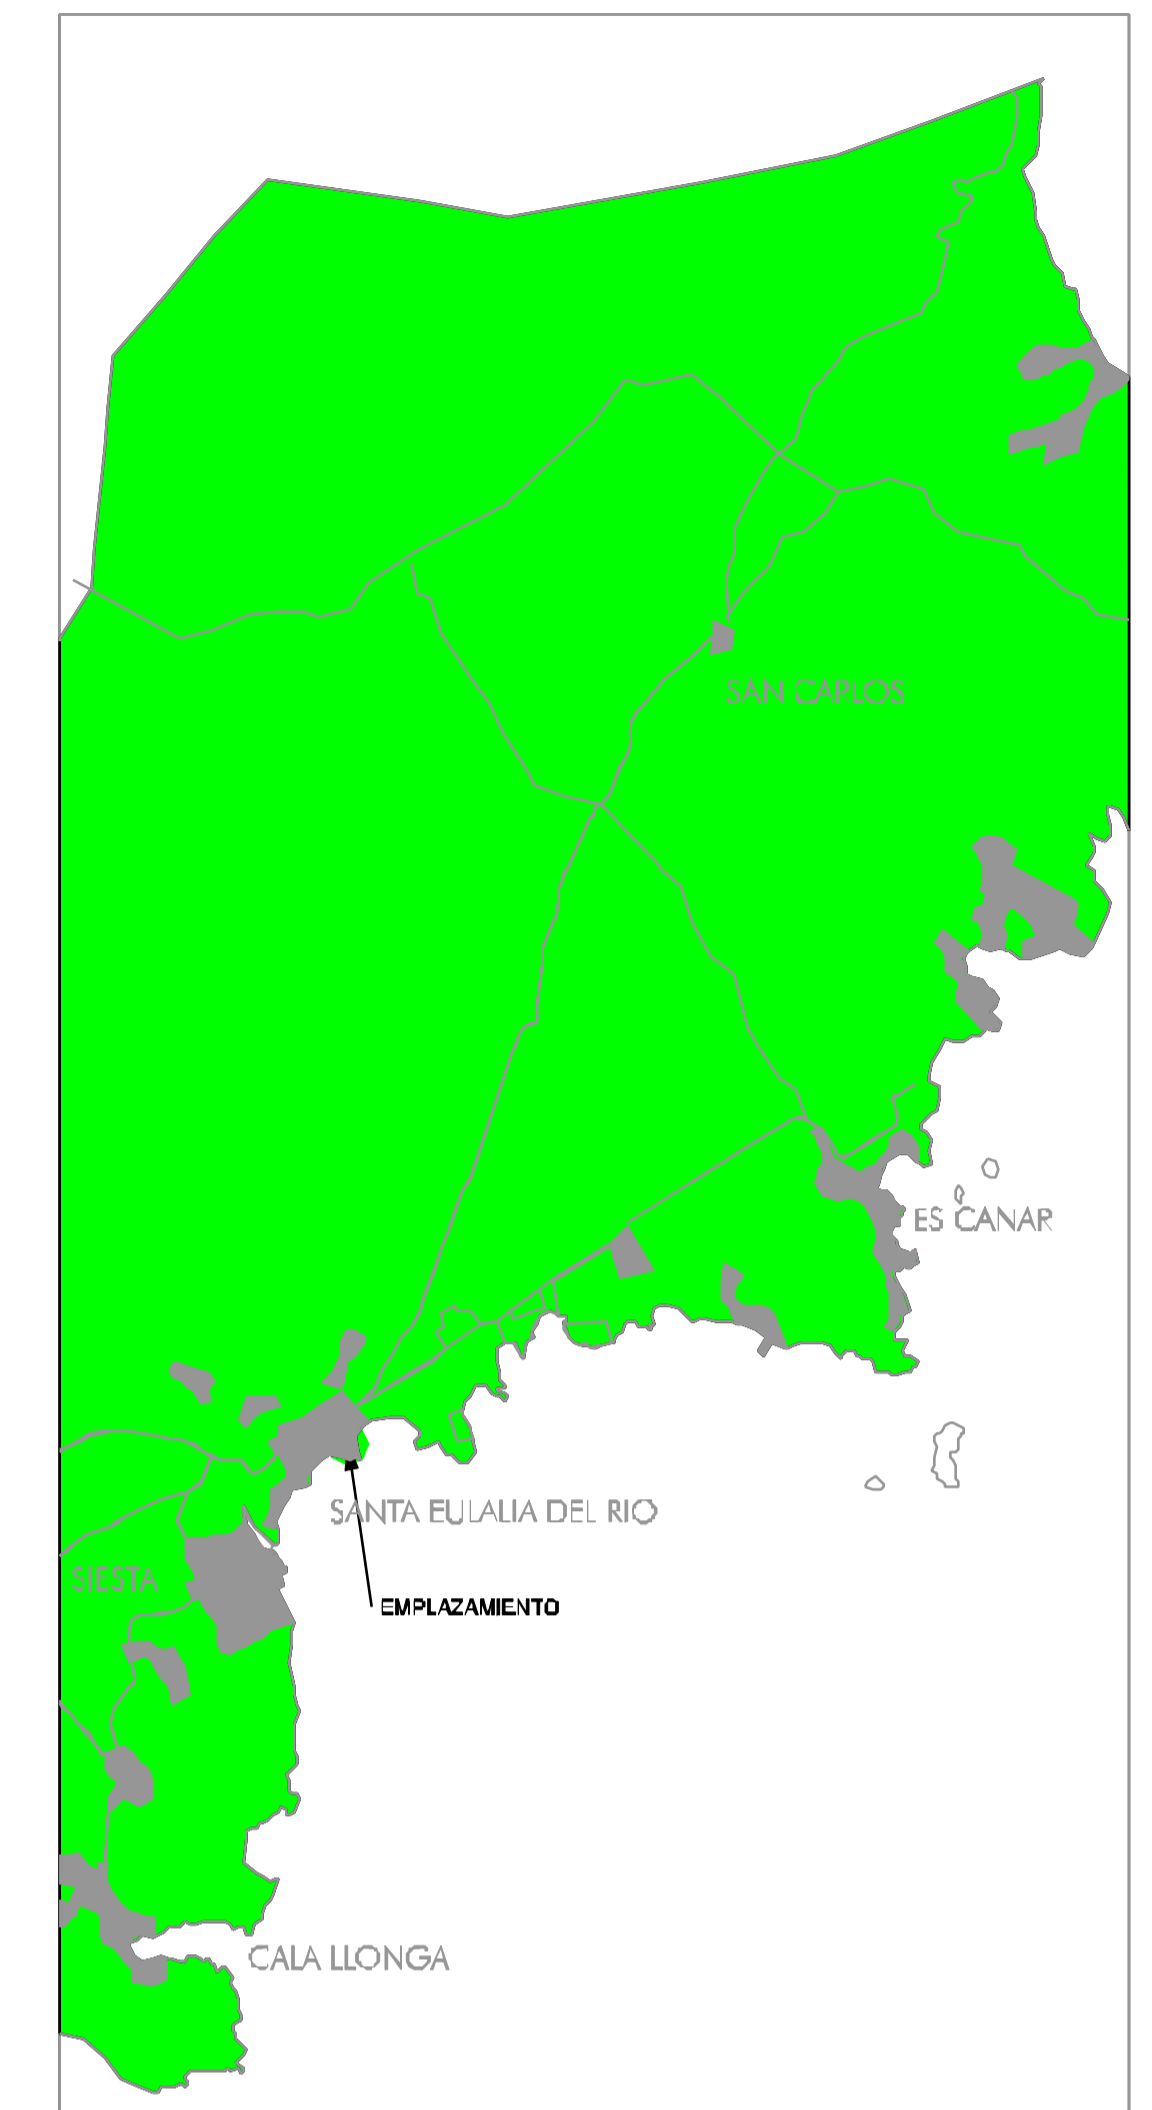 SAN CARLOS
ES CANAR
SANTA EULALIA DEL RIO
SIESTA
EMPLAZAMIENTO
CALA LLONGA